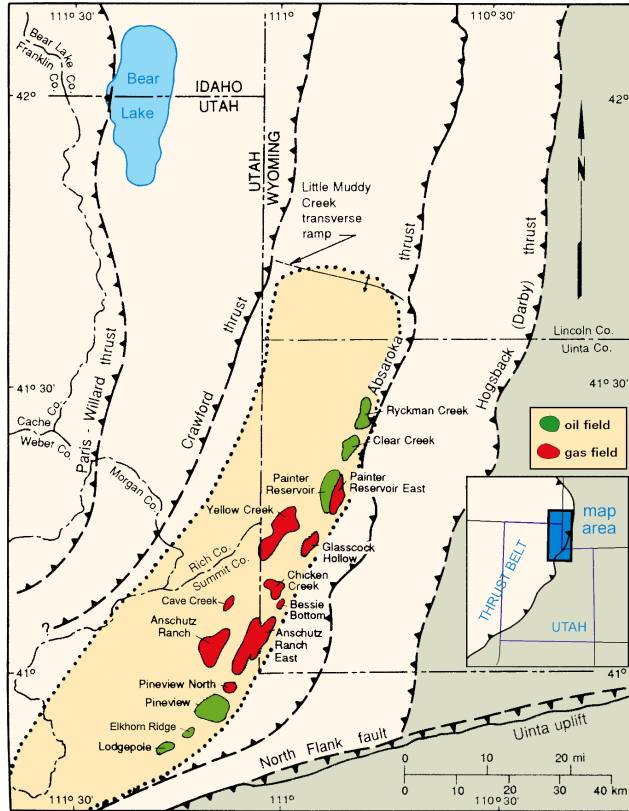 111° 30'
111°
110° 30'
Bear Lake Co.
Franklin Co.
Bear
Lake
42°
IDAHO
UTAH
42°
UTAH
WYOMING
N
Little Muddy
Creek
transverse
ramp
thrust
thrust
thrust
(Darby)
Hogsback
Lincoln Co.
Uinta Co.
Absaroka
Crawford
Paris - Willard thrust
41° 30'
41° 30'
Cache Co.
Weber Co.
Morgan Co.
Ryckman Creek
Clear Creek
oil field
gas field
Painter
Reservoir
Painter
Reservoir East
Yellow Creek
Glasscock
Hollow
Rich Co.
Summit Co.
Chicken
Creek
Cave Creek
Bessie
Bottom
Anschutz
Ranch
Anschutz
Ranch
East
?
map
area
THRUST BELT
UTAH
41°
41°
Pineview North
Pineview
Elkhorn Ridge
Lodgepole
North Flank fault
Uinta uplift
0 10 20 mi
0 10 20 30 40 km
111° 30'
111°
110° 30'